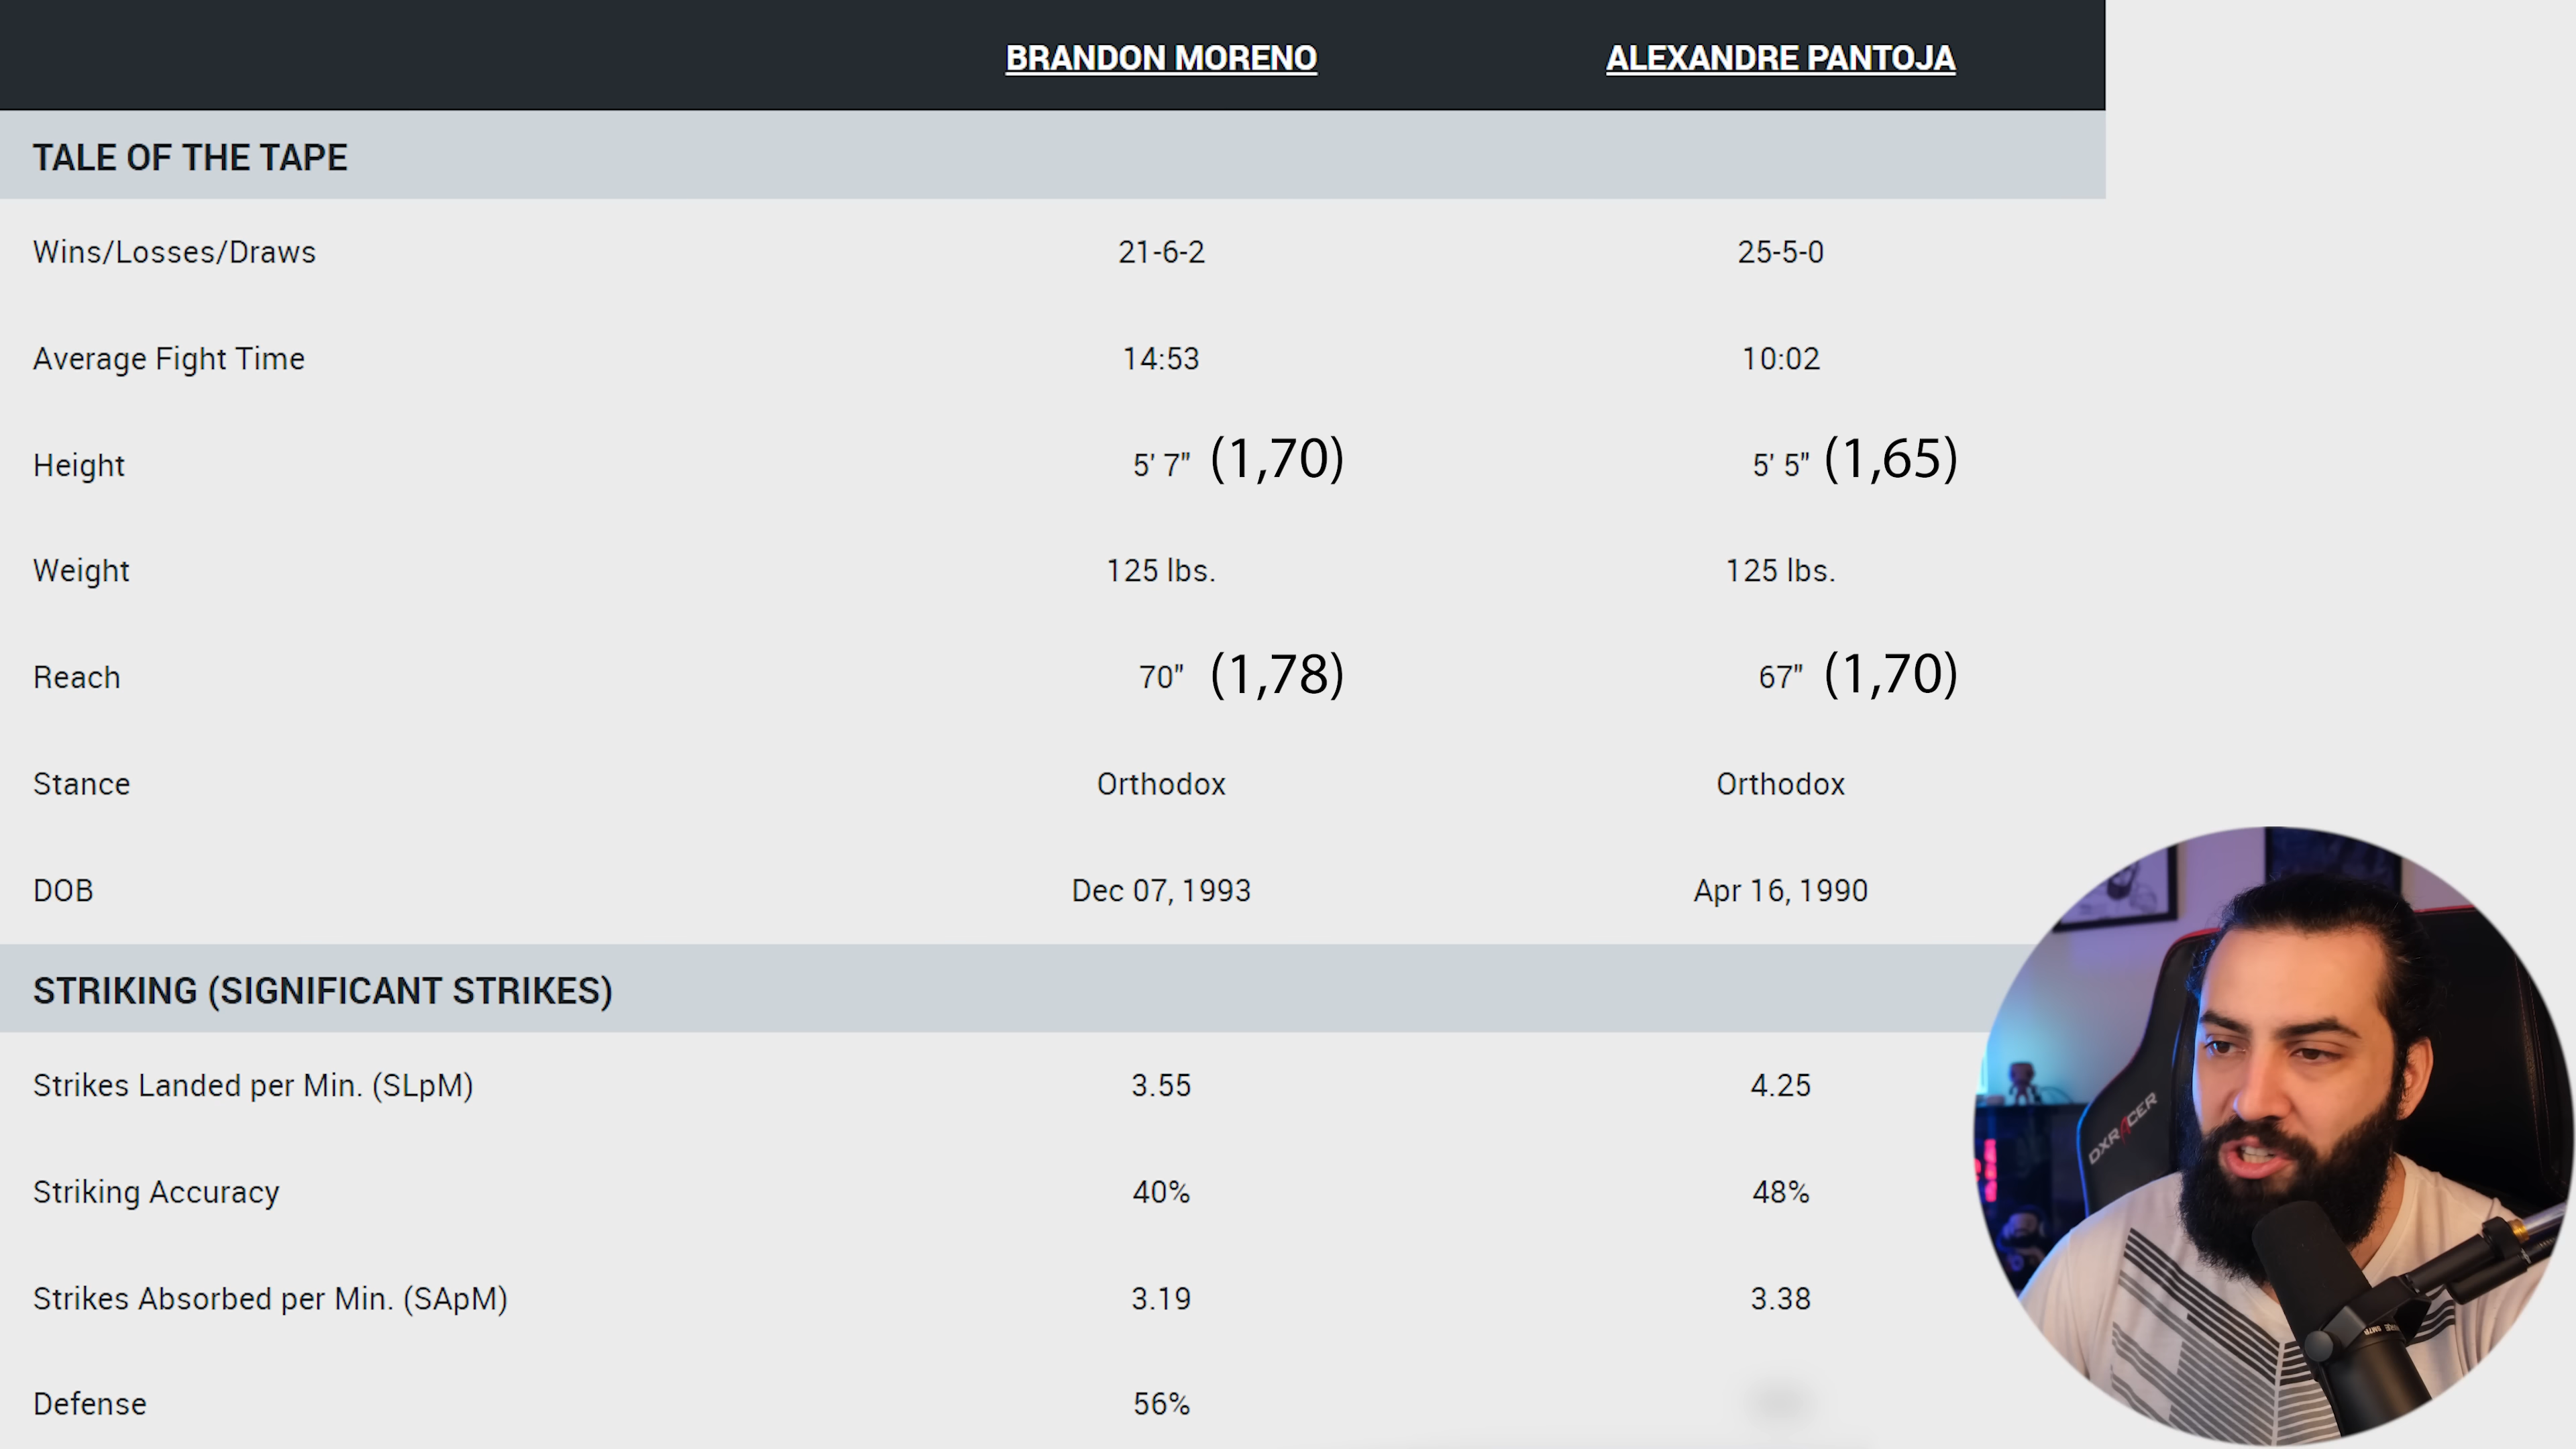 BRANDON MORENO ALEXANDRE PANTOJA
TALE OF THE TAPE
Wins/Losses/Draws 21-6-2 25-5-0
Average Fight Time 14:53 10:02
Height 5' 7" (1,70) 5' 5" (1,65)
Weight 125 lbs. 125 lbs.
Reach 70" (1,78) 67" (1,70)
Stance Orthodox Orthodox
DOB Dec 07, 1993 Apr 16, 1990
STRIKING (SIGNIFICANT STRIKES)
Strikes Landed per Min. (SLpM) 3.55 4.25
Striking Accuracy 40% 48%
Strikes Absorbed per Min. (SApM) 3.19 3.38
Defense 56%
DXRACER